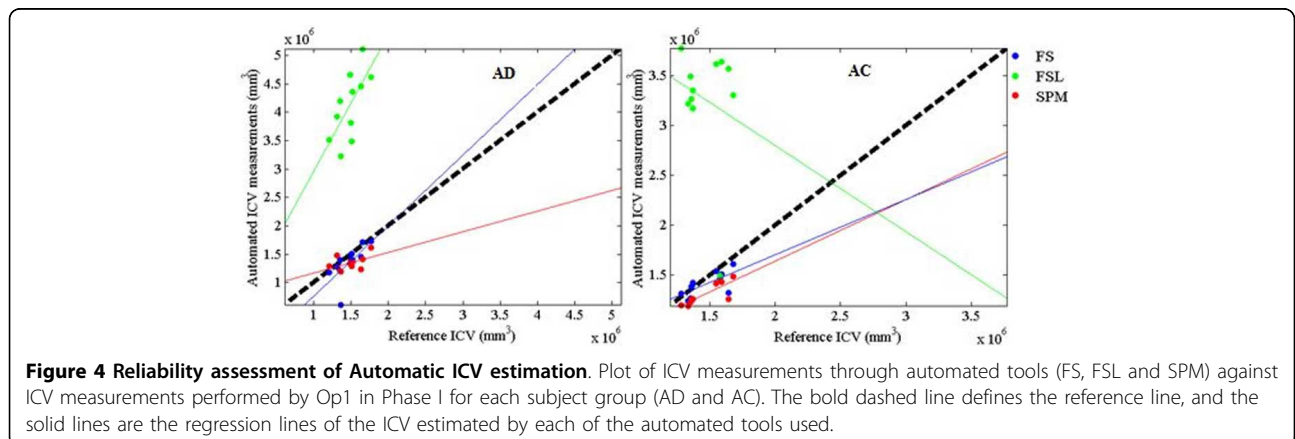 x 10⁶
5
4.5
4
3.5
3
2.5
2
1.5
1
Automated ICV measurements (mm³)
AD
1 1.5 2 2.5 3 3.5 4 4.5 5
Reference ICV (mm³)
x 10⁶
x 10⁶
3.5
3
2.5
2
1.5
Automated ICV measurements (mm³)
AC
1.5 2 2.5 3 3.5
Reference ICV (mm³)
x 10⁶
FS
FSL
SPM
Figure 4 Reliability assessment of Automatic ICV estimation. Plot of ICV measurements through automated tools (FS, FSL and SPM) against
ICV measurements performed by Op1 in Phase I for each subject group (AD and AC). The bold dashed line defines the reference line, and the
solid lines are the regression lines of the ICV estimated by each of the automated tools used.